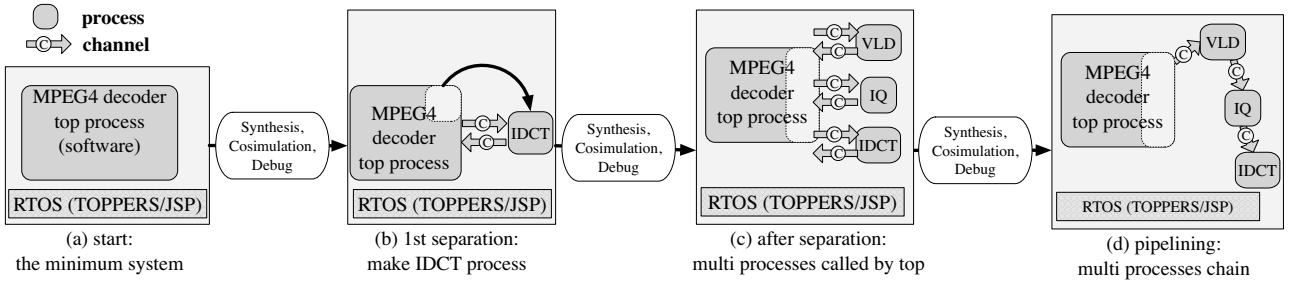 process
C
channel
MPEG4 decoder
top process
(software)
RTOS (TOPPERS/JSP)
(a) start:
the minimum system
Synthesis,
Cosimulation,
Debug
MPEG4
decoder
top process
C
C
IDCT
RTOS (TOPPERS/JSP)
(b) 1st separation:
make IDCT process
Synthesis,
Cosimulation,
Debug
MPEG4
decoder
top process
C
C
VLD
C
C
IQ
C
C
IDCT
RTOS (TOPPERS/JSP)
(c) after separation:
multi processes called by top
Synthesis,
Cosimulation,
Debug
MPEG4
decoder
top process
C
VLD
C
IQ
C
IDCT
RTOS (TOPPERS/JSP)
(d) pipelining:
multi processes chain